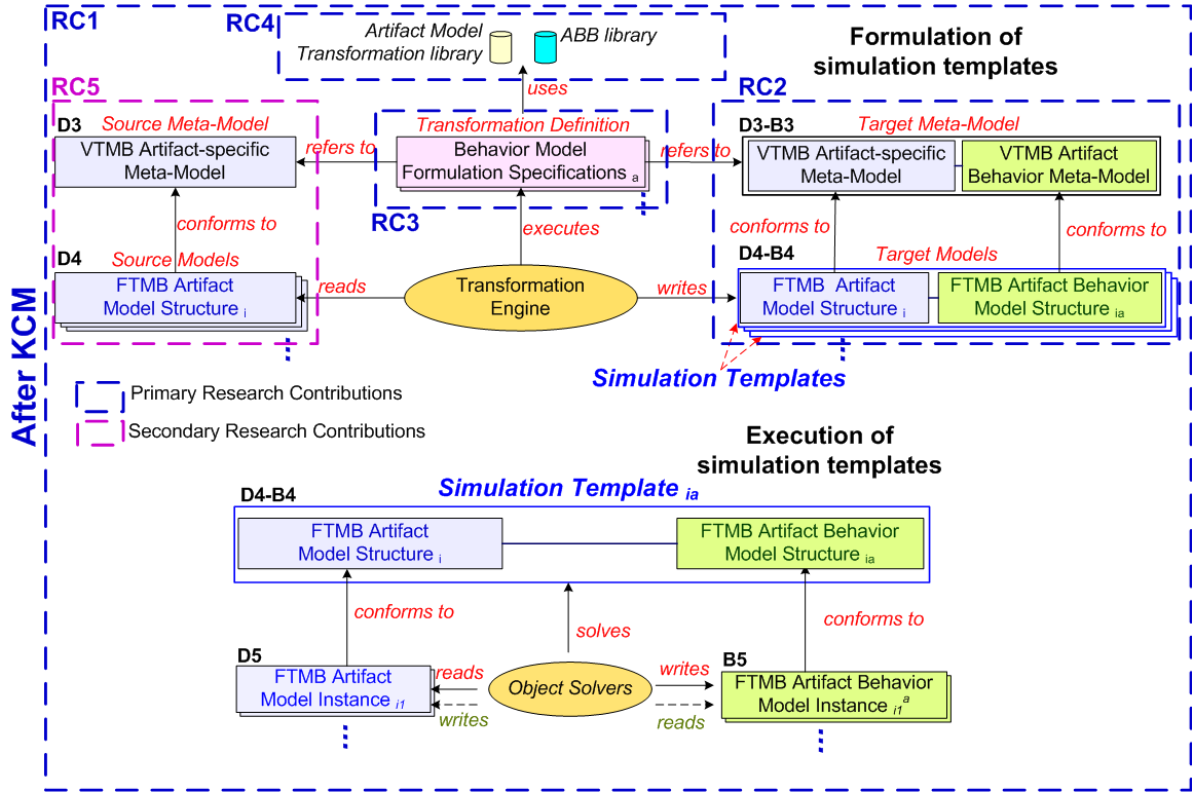 RC1
RC4
Artifact Model
Transformation library
ABB library
Formulation of
simulation templates
uses
RC5
RC2
D3
Source Meta-Model
VTMB Artifact-specific
Meta-Model
refers to
Transformation Definition
Behavior Model
Formulation Specifications a
refers to
D3-B3
Target Meta-Model
VTMB Artifact-specific
Meta-Model
VTMB Artifact
Behavior Meta-Model
RC3
conforms to
executes
conforms to
conforms to
D4
Source Models
FTMB Artifact
Model Structure i
reads
Transformation
Engine
writes
D4-B4
Target Models
FTMB Artifact
Model Structure i
FTMB Artifact Behavior
Model Structure ia
Simulation Templates
After KCM
Primary Research Contributions
Secondary Research Contributions
Execution of
simulation templates
D4-B4
Simulation Template ia
FTMB Artifact
Model Structure i
FTMB Artifact Behavior
Model Structure ia
conforms to
solves
conforms to
D5
FTMB Artifact
Model Instance i1
reads
writes
Object Solvers
writes
reads
B5
FTMB Artifact Behavior
Model Instance i1 a